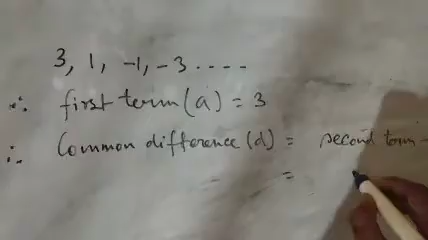 3, 1, -1, -3 ....
∴ first term (a) = 3
∴ Common difference (d) = second term -
=